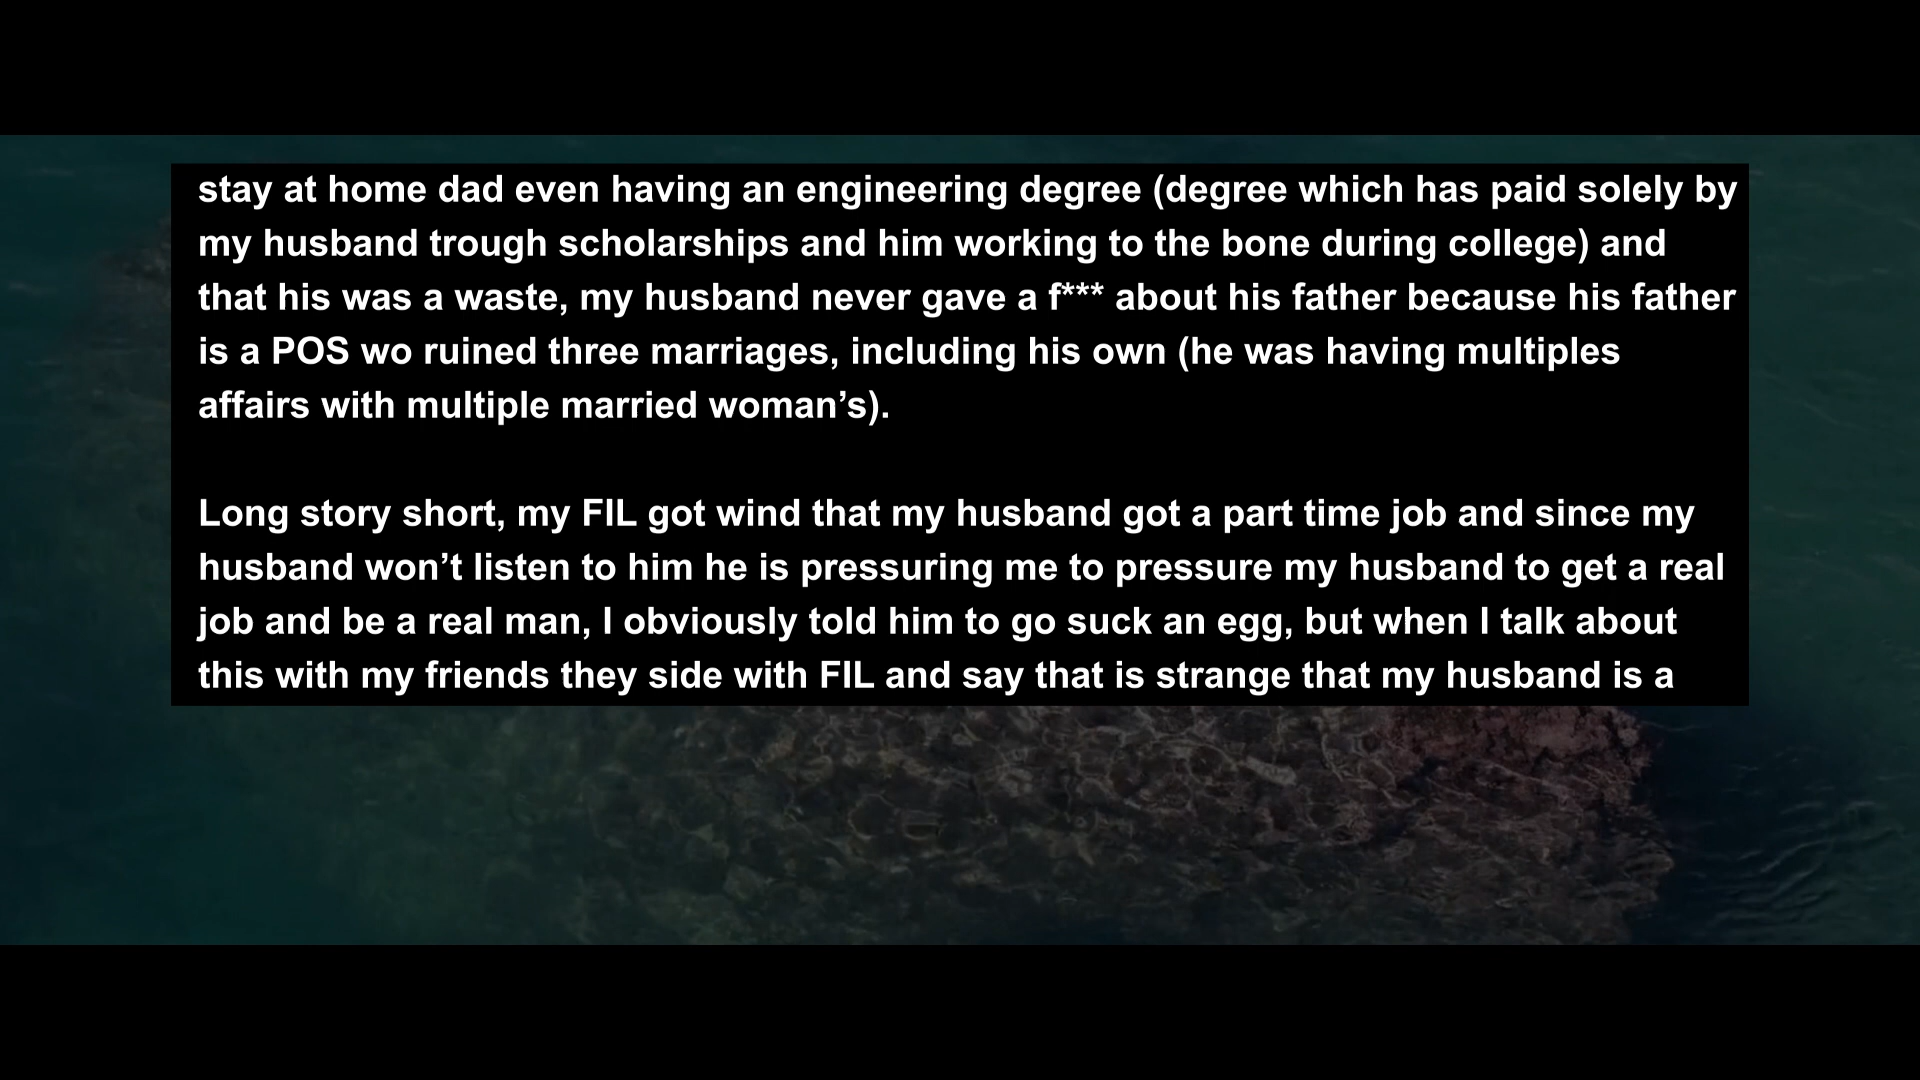 stay at home dad even having an engineering degree (degree which has paid solely by
my husband trough scholarships and him working to the bone during college) and
that his was a waste, my husband never gave a f*** about his father because his father
is a POS wo ruined three marriages, including his own (he was having multiples
affairs with multiple married woman’s).
Long story short, my FIL got wind that my husband got a part time job and since my
husband won’t listen to him he is pressuring me to pressure my husband to get a real
job and be a real man, I obviously told him to go suck an egg, but when I talk about
this with my friends they side with FIL and say that is strange that my husband is a